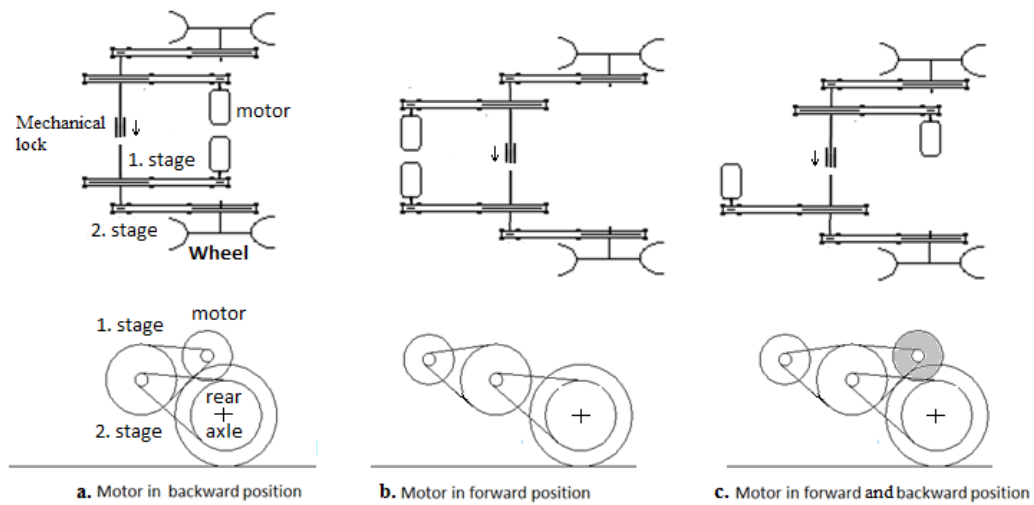 motor
Mechanical
lock
1. stage
2. stage
Wheel
1. stage
motor
rear
axle
2. stage
a. Motor in backward position
b. Motor in forward position
c. Motor in forward and backward position